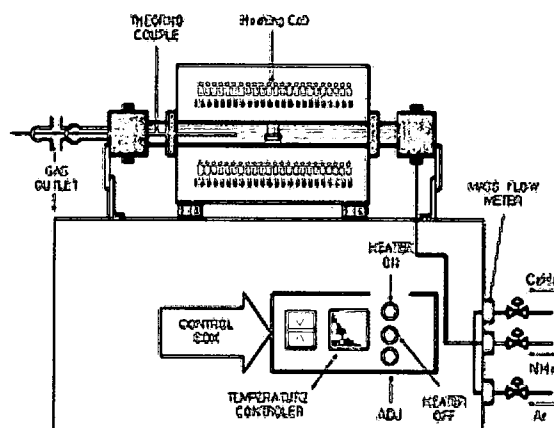 THERMO
COUPLE
Heating Coil
GAS
OUTLET
MASS FLOW
METER
HEATER
ON
CONTROL
BOX
TEMPERATURE
CONTROLER
ADJ
HEATER
OFF
NH₃
Ar